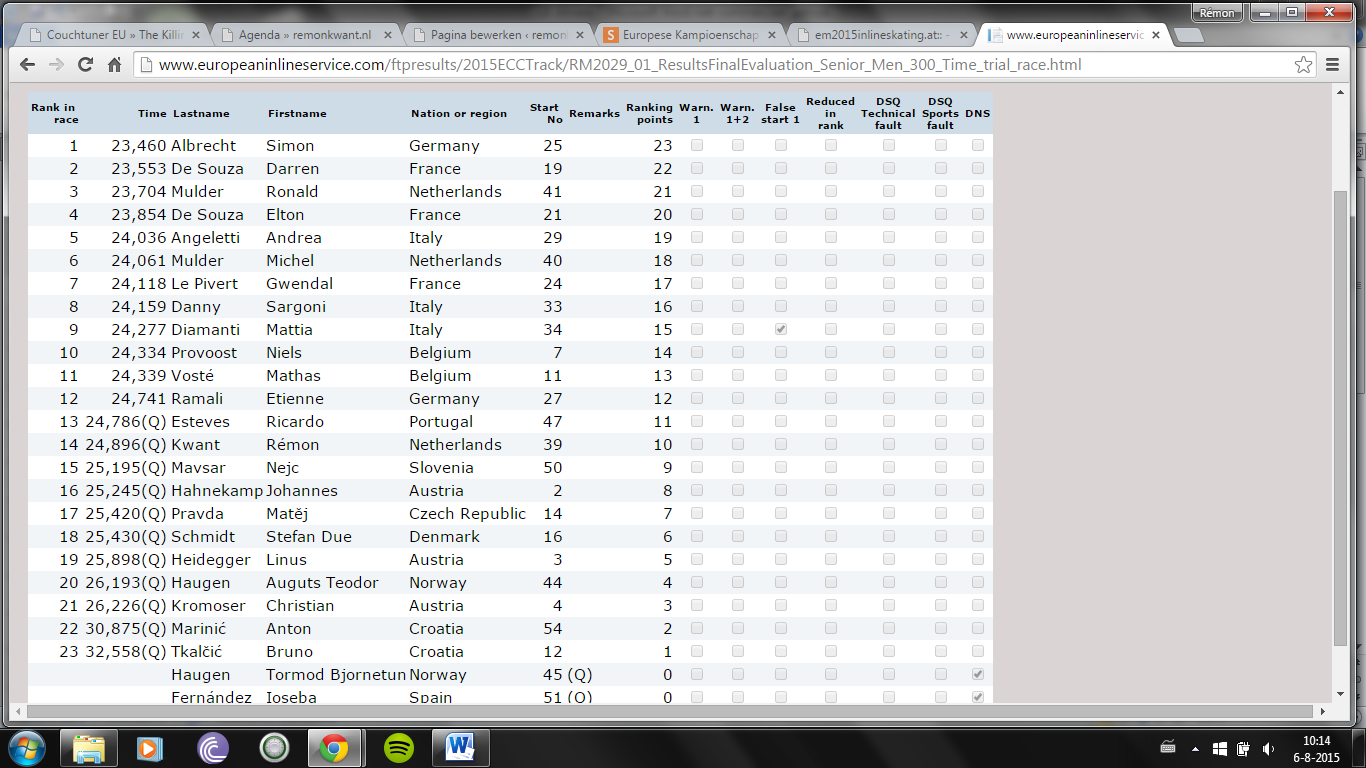 Rémon
Couchtuner EU » The Killin
Agenda » remonkwant.nl
Pagina bewerken ‹ remon
Europese Kampioenschap
em2015inlineskating.at:: -
www.europeaninlineservic
www.europeaninlineservice.com/ftpresults/2015ECCTrack/RM2029_01_ResultsFinalEvaluation_Senior_Men_300_Time_trial_race.html
Rank in race Time Lastname Firstname Nation or region Start No Remarks Ranking points Warn. 1 Warn. 1+2 False start 1 Reduced in rank DSQ Technical fault DSQ Sports fault DNS
1 23,460 Albrecht Simon Germany 25 23
2 23,553 De Souza Darren France 19 22
3 23,704 Mulder Ronald Netherlands 41 21
4 23,854 De Souza Elton France 21 20
5 24,036 Angeletti Andrea Italy 29 19
6 24,061 Mulder Michel Netherlands 40 18
7 24,118 Le Pivert Gwendal France 24 17
8 24,159 Danny Sargoni Italy 33 16
9 24,277 Diamanti Mattia Italy 34 15
10 24,334 Provoost Niels Belgium 7 14
11 24,339 Vosté Mathas Belgium 11 13
12 24,741 Ramali Etienne Germany 27 12
13 24,786(Q) Esteves Ricardo Portugal 47 11
14 24,896(Q) Kwant Rémon Netherlands 39 10
15 25,195(Q) Mavsar Nejc Slovenia 50 9
16 25,245(Q) Hahnekamp Johannes Austria 2 8
17 25,420(Q) Pravda Matěj Czech Republic 14 7
18 25,430(Q) Schmidt Stefan Due Denmark 16 6
19 25,898(Q) Heidegger Linus Austria 3 5
20 26,193(Q) Haugen Auguts Teodor Norway 44 4
21 26,226(Q) Kromoser Christian Austria 4 3
22 30,875(Q) Marinić Anton Croatia 54 2
23 32,558(Q) Tkalčić Bruno Croatia 12 1
Haugen Tormod Bjornetun Norway 45 (Q) 0
Fernández Ioseba Spain 51 (Q) 0
10:14
6-8-2015